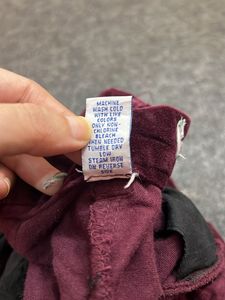 MACHINE
WASH COLD
WITH LIKE
COLORS
ONLY NON-
CHLORINE
BLEACH
WHEN NEEDED
TUMBLE DRY
LOW
STEAM IRON
ON REVERSE
SIDE